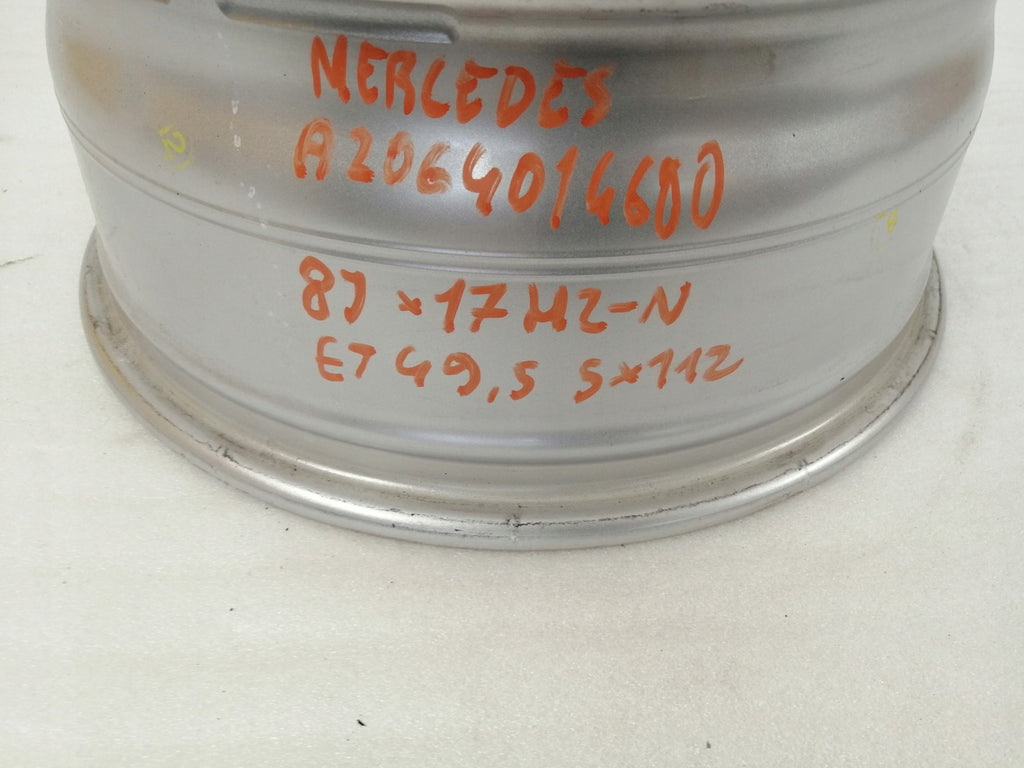 MERCEDES
A2064014600
8J x 17 H2-N
ET 49,5 5x112